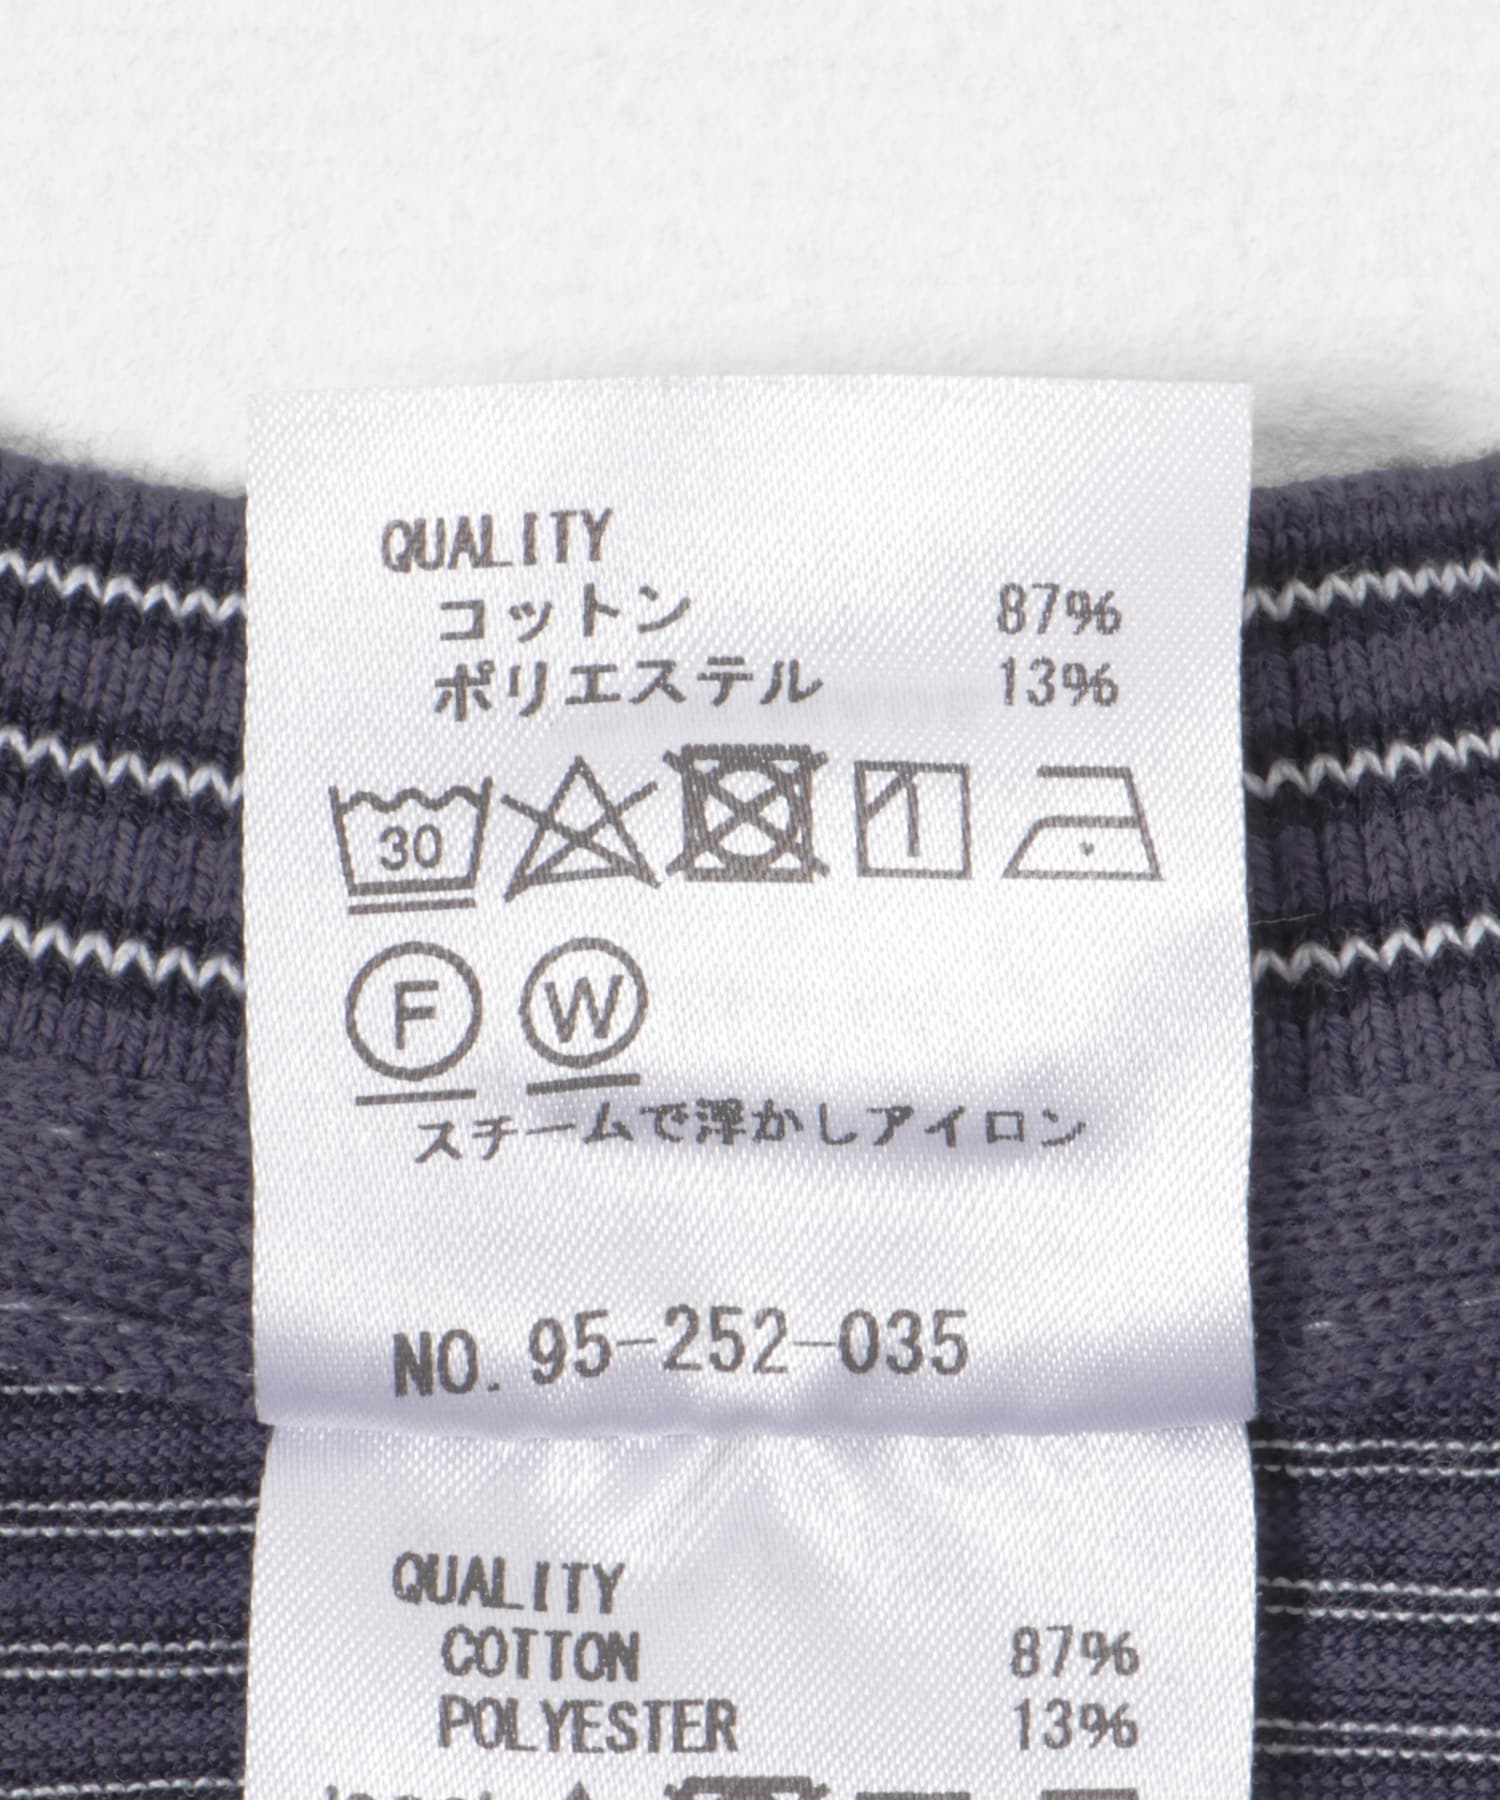 QUALITY
コットン 87%
ポリエステル 13%
30
F W
スチームで浮かしアイロン
NO. 95-252-035
QUALITY
COTTON 87%
POLYESTER 13%